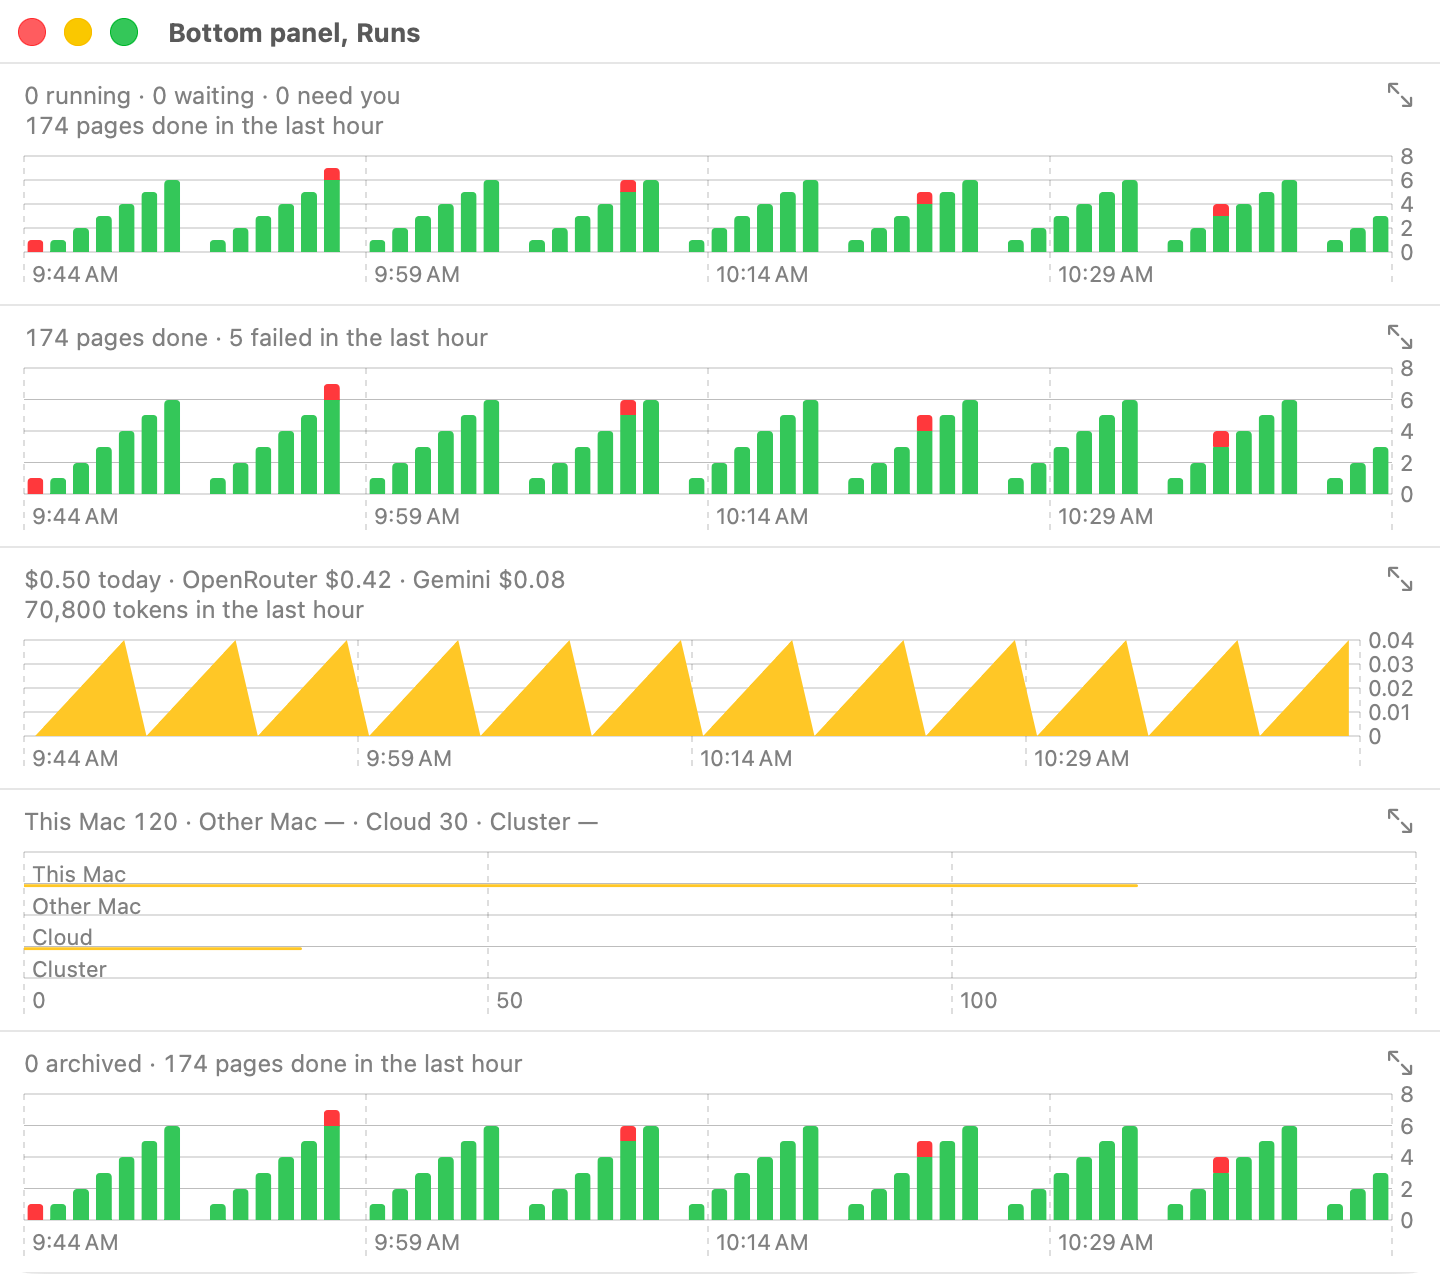 Bottom panel, Runs
0 running · 0 waiting · 0 need you
174 pages done in the last hour
8
6
4
2
0
9:44 AM 9:59 AM 10:14 AM 10:29 AM
174 pages done · 5 failed in the last hour
8
6
4
2
0
9:44 AM 9:59 AM 10:14 AM 10:29 AM
$0.50 today · OpenRouter $0.42 · Gemini $0.08
70,800 tokens in the last hour
0.04
0.03
0.02
0.01
0
9:44 AM 9:59 AM 10:14 AM 10:29 AM
This Mac 120 · Other Mac — · Cloud 30 · Cluster —
This Mac
Other Mac
Cloud
Cluster
0 50 100
0 archived · 174 pages done in the last hour
8
6
4
2
0
9:44 AM 9:59 AM 10:14 AM 10:29 AM